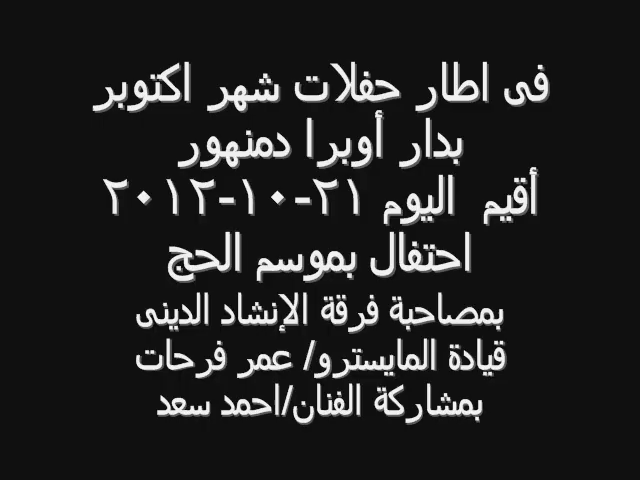 فى اطار حفلات شهر اكتوبر
بدار أوبرا دمنهور
أقيم اليوم ٢١-١٠-٢٠١٢
احتفال بموسم الحج
بمصاحبة فرقة الإنشاد الدينى
قيادة المايسترو/ عمر فرحات
بمشاركة الفنان/احمد سعد